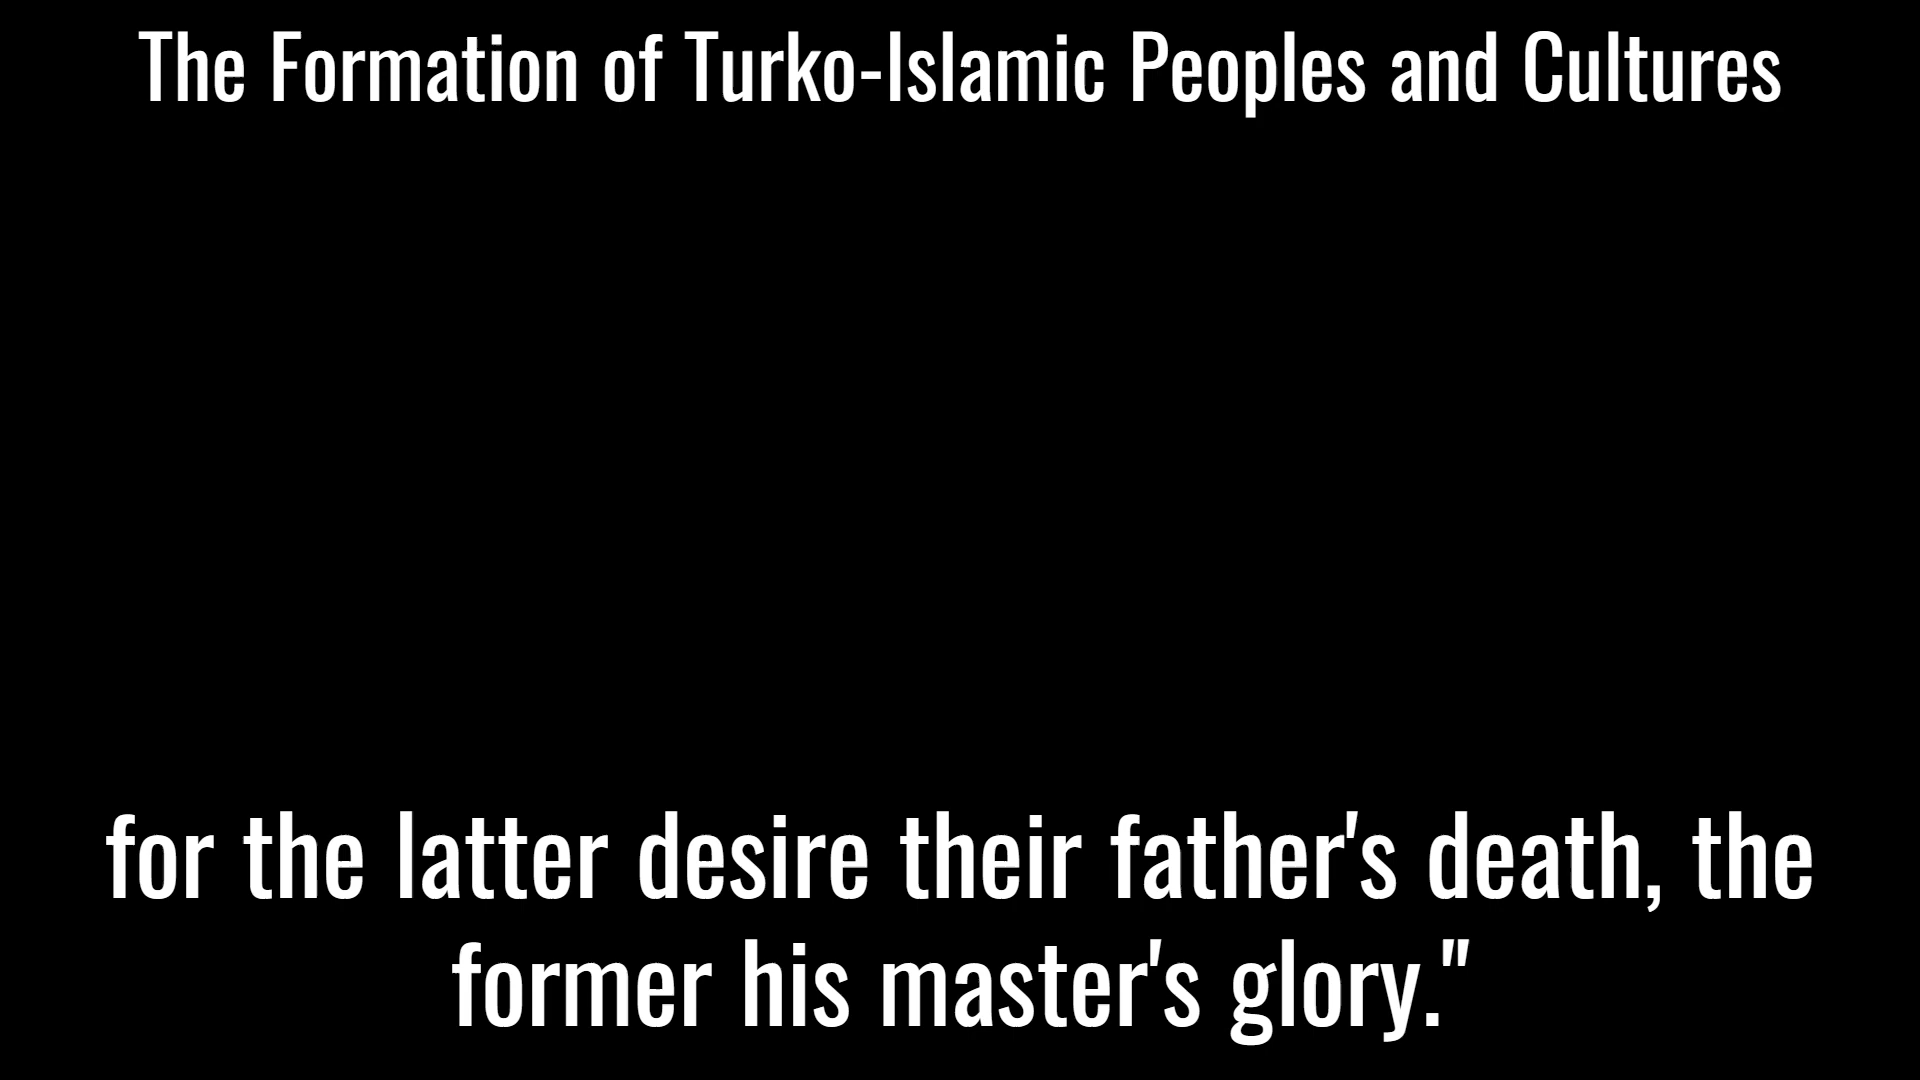 The Formation of Turko-Islamic Peoples and Cultures
for the latter desire their father's death, the
former his master's glory."